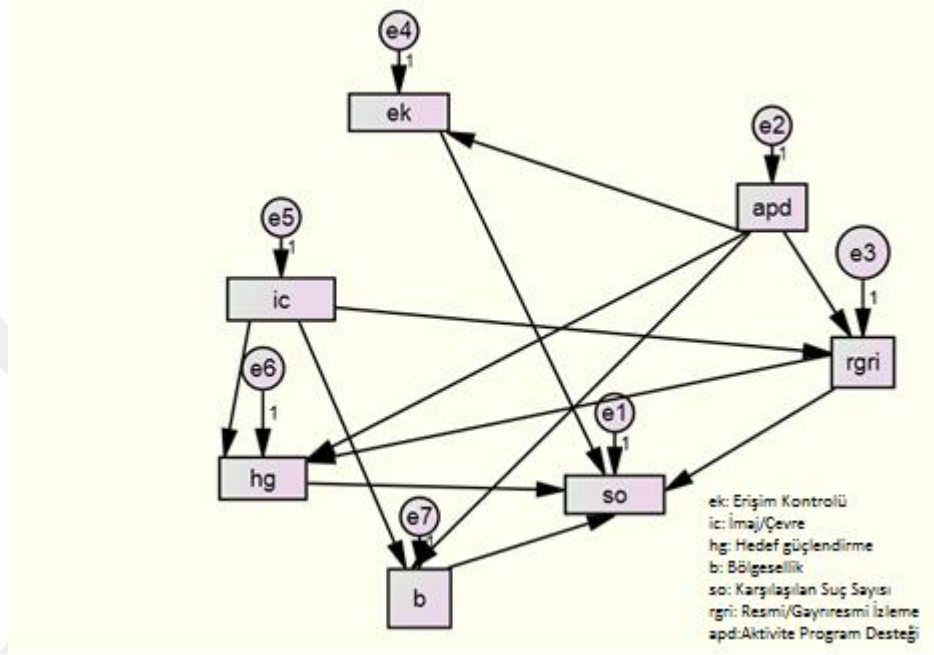 e4
1
ek
e2
1
apd
e5
1
ic
e3
1
rgri
e6
1
hg
e1
1
so
e7
1
b
ek: Erişim Kontrolü
ic: İmaj/Çevre
hg: Hedef güçlendirme
b: Bölgesellik
so: Karşılaşılan Suç Sayısı
rgri: Resmi/Gayrıresmi İzleme
apd:Aktivite Program Desteği